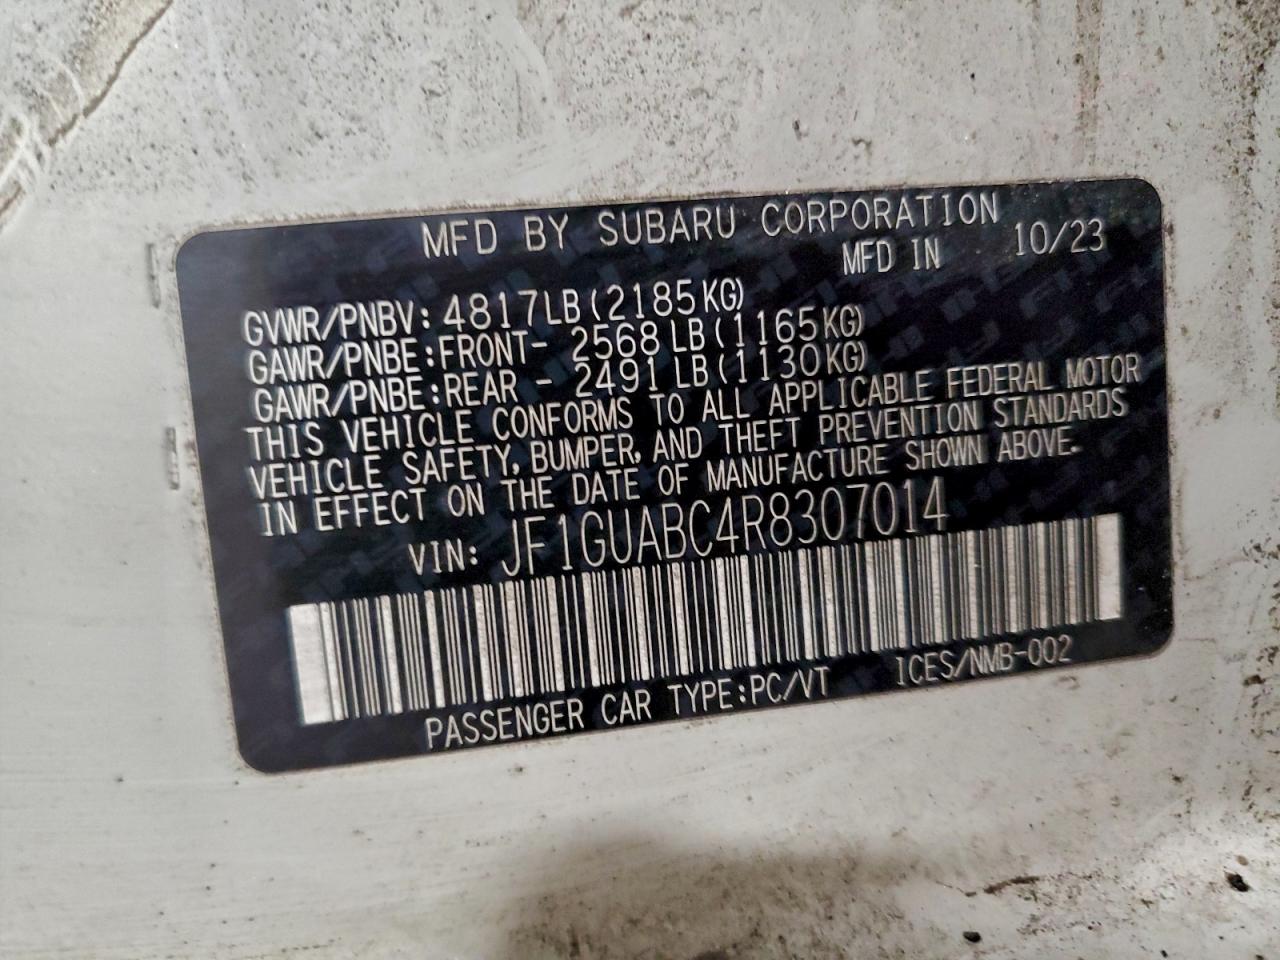 MFD BY SUBARU CORPORATION
MFD IN 10/23
GVWR/PNBV: 4817LB (2185KG)
GAWR/PNBE: FRONT- 2568 LB (1165KG)
GAWR/PNBE: REAR - 2491 LB (1130KG)
THIS VEHICLE CONFORMS TO ALL APPLICABLE FEDERAL MOTOR
VEHICLE SAFETY, BUMPER, AND THEFT PREVENTION STANDARDS
IN EFFECT ON THE DATE OF MANUFACTURE SHOWN ABOVE.
VIN: JF1GUABC4R8307014
PASSENGER CAR TYPE:PC/VT ICES/NMB-002